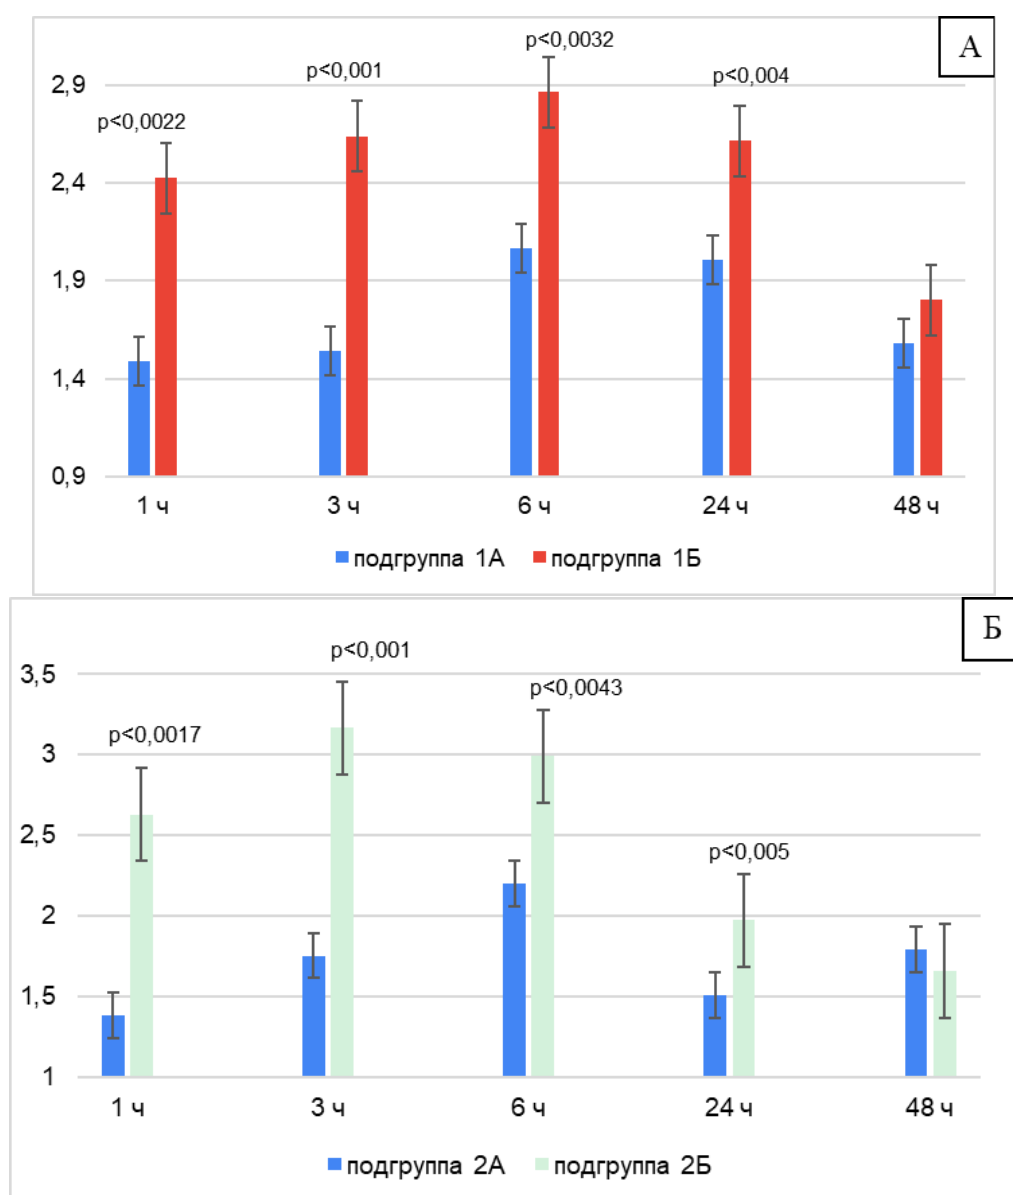 А
p<0,0032
p<0,001
p<0,004
2,9
p<0,0022
2,4
1,9
1,4
0,9
1 ч 3 ч 6 ч 24 ч 48 ч
подгруппа 1А подгруппа 1Б
Б
p<0,001
3,5
p<0,0043
p<0,0017
3
2,5
p<0,005
2
1,5
1
1 ч 3 ч 6 ч 24 ч 48 ч
подгруппа 2А подгруппа 2Б